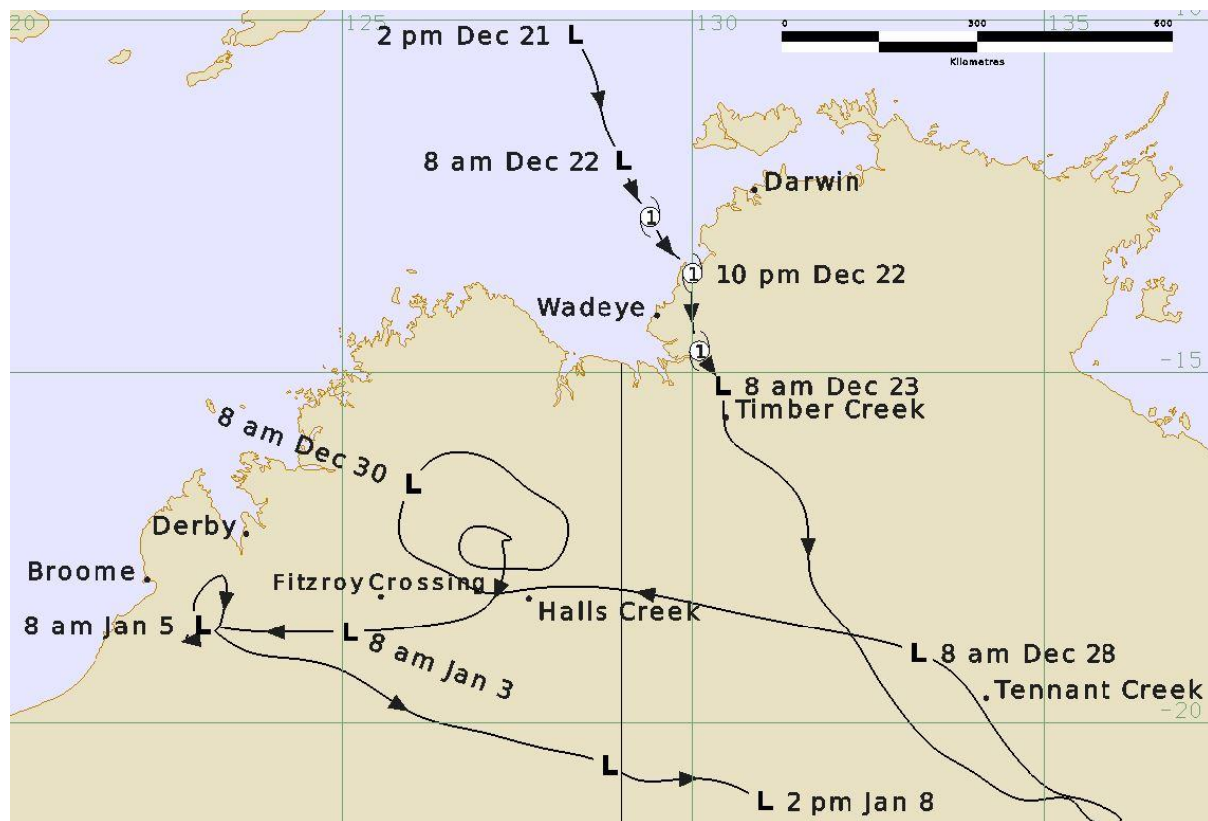 20
125
130
135
10
0 300 600
Kilometres
2 pm Dec 21 L
8 am Dec 22 L
Darwin
1
1 10 pm Dec 22
Wadeye
1
-15
L 8 am Dec 23
Timber Creek
8 am Dec 30
L
Derby
Broome
Fitzroy Crossing
Halls Creek
8 am Jan 5 L
L 8 am Jan 3
L 8 am Dec 28
Tennant Creek
-20
L
L 2 pm Jan 8